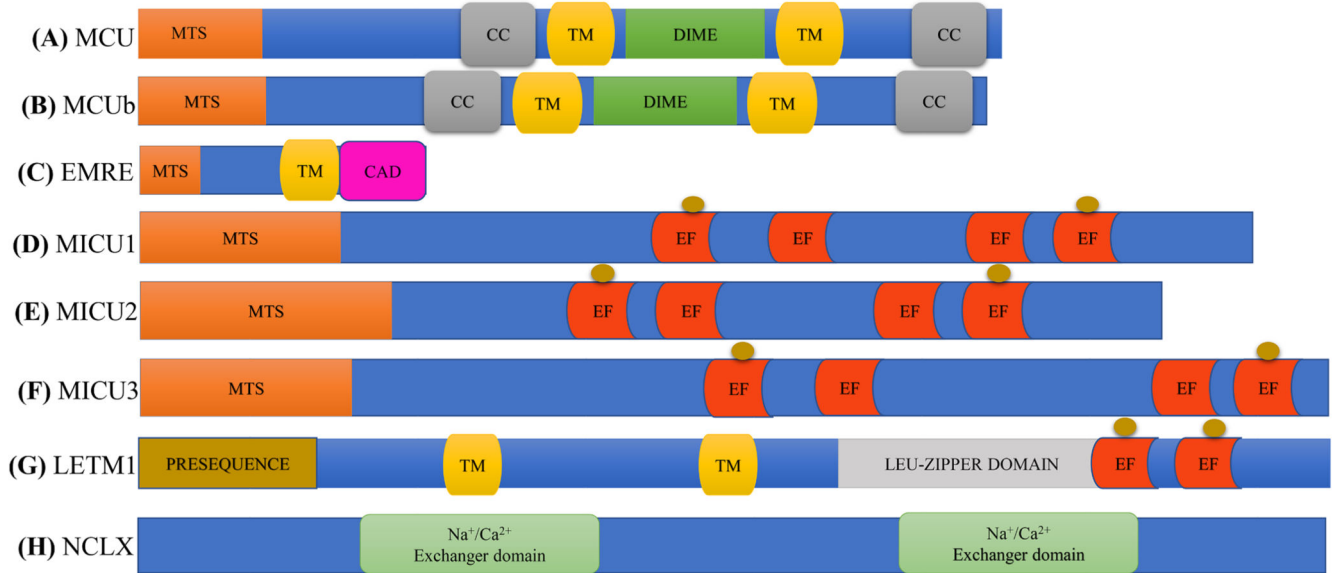 (A) MCU MTS CC TM DIME TM CC
(B) MCUb MTS CC TM DIME TM CC
(C) EMRE MTS TM CAD
(D) MICU1 MTS EF EF EF EF
(E) MICU2 MTS EF EF EF EF
(F) MICU3 MTS EF EF EF EF
(G) LETM1 PRESEQUENCE TM TM LEU-ZIPPER DOMAIN EF EF
(H) NCLX
Na⁺/Ca²⁺
Exchanger domain
Na⁺/Ca²⁺
Exchanger domain